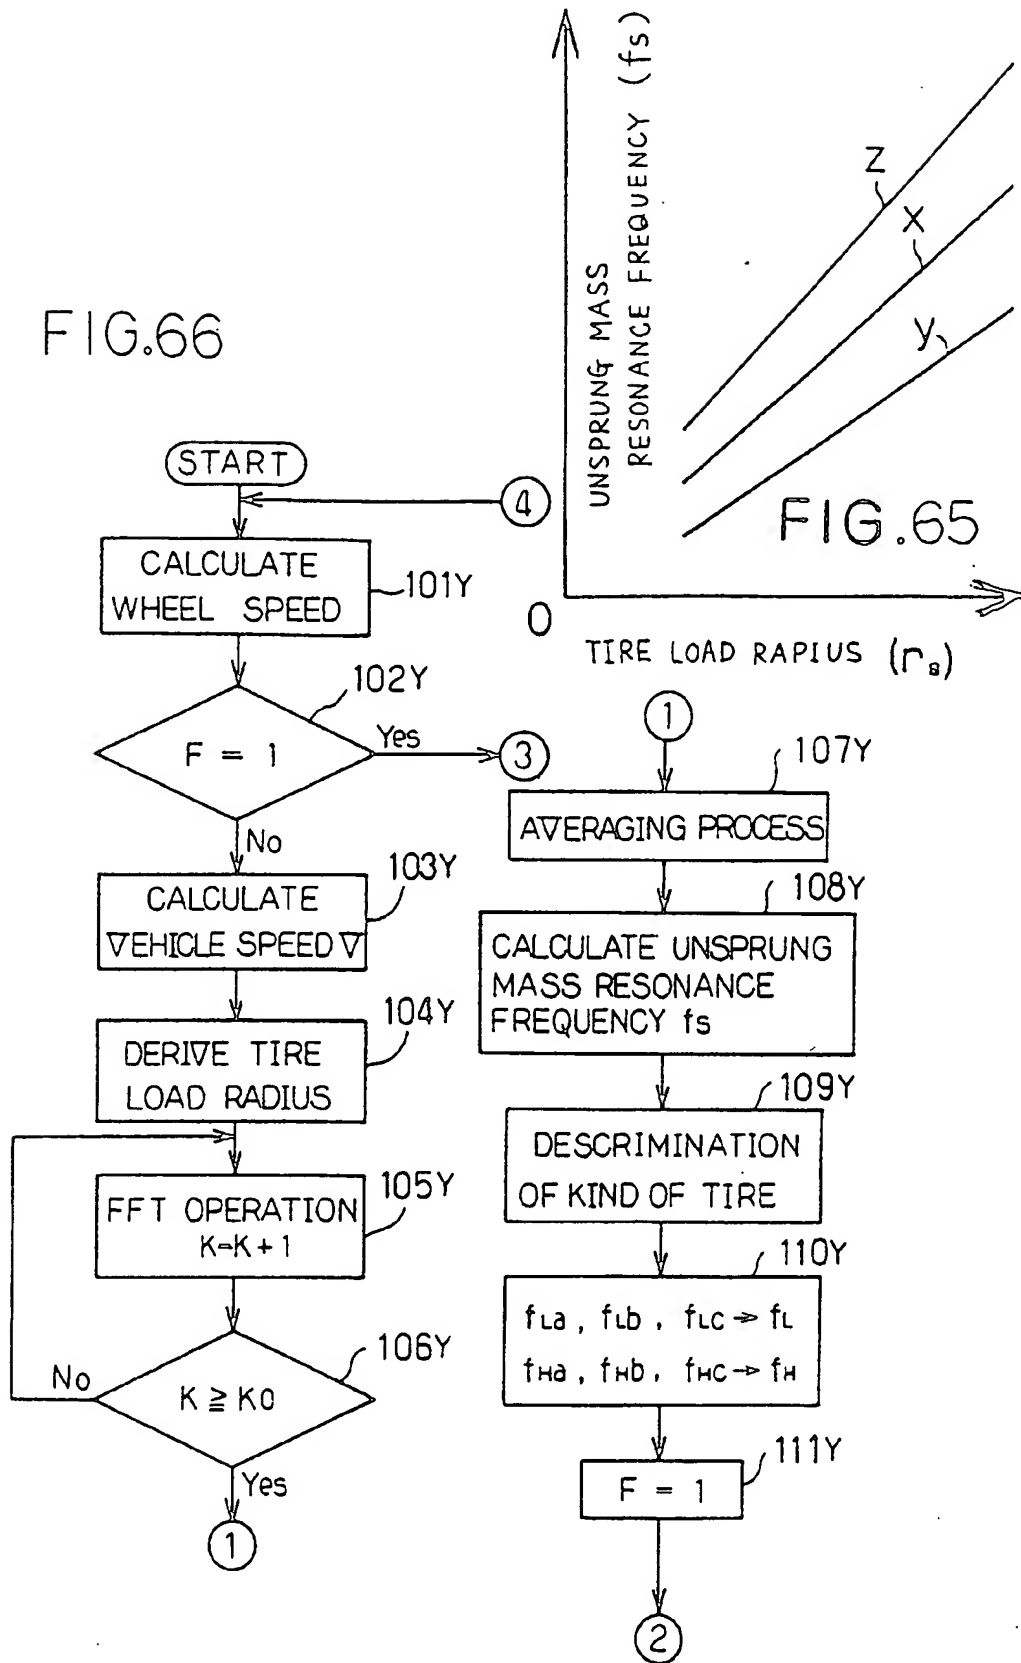 UNSPRUNG MASS
RESONANCE FREQUENCY (fs)
Z
X
y
FIG.65
O
TIRE LOAD RAPIUS (rs)
FIG.66
START
4
CALCULATE
WHEEL SPEED
101Y
102Y
F = 1
Yes
3
No
103Y
CALCULATE
VEHICLE SPEED V
104Y
DERIVE TIRE
LOAD RADIUS
105Y
FFT OPERATION
K=K+1
106Y
No
K ≧ KO
Yes
1
1
107Y
AVERAGING PROCESS
108Y
CALCULATE UNSPRUNG
MASS RESONANCE
FREQUENCY fs
109Y
DESCRIMINATION
OF KIND OF TIRE
110Y
fLa , fLb , fLC → fL
fHa , fHb , fHC → fH
111Y
F = 1
2